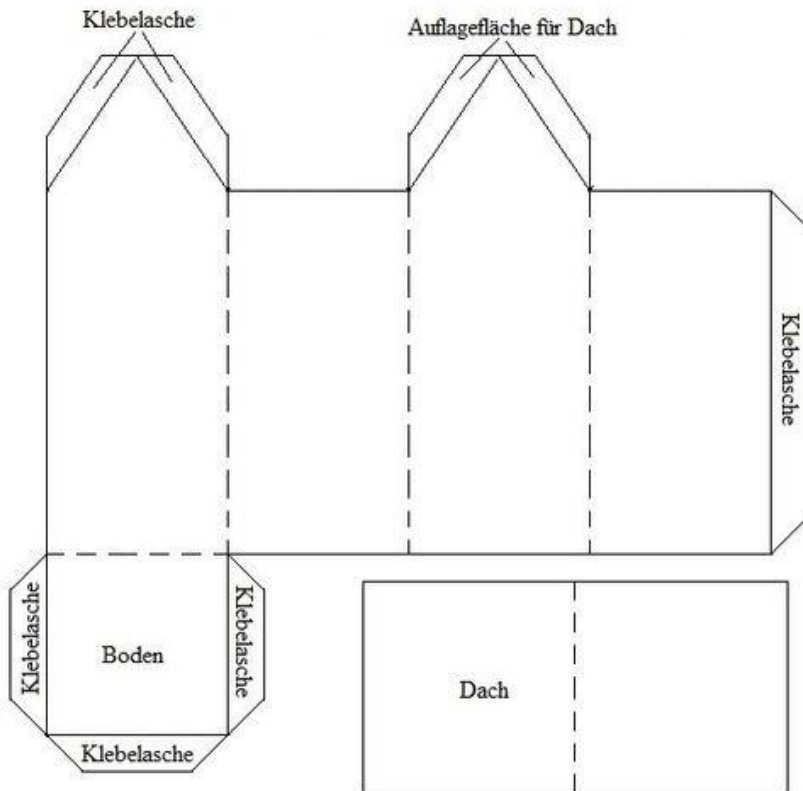 Klebelasche
Auflagefläche für Dach
Klebelasche
Klebelasche
Klebelasche
Boden
Dach
Klebelasche